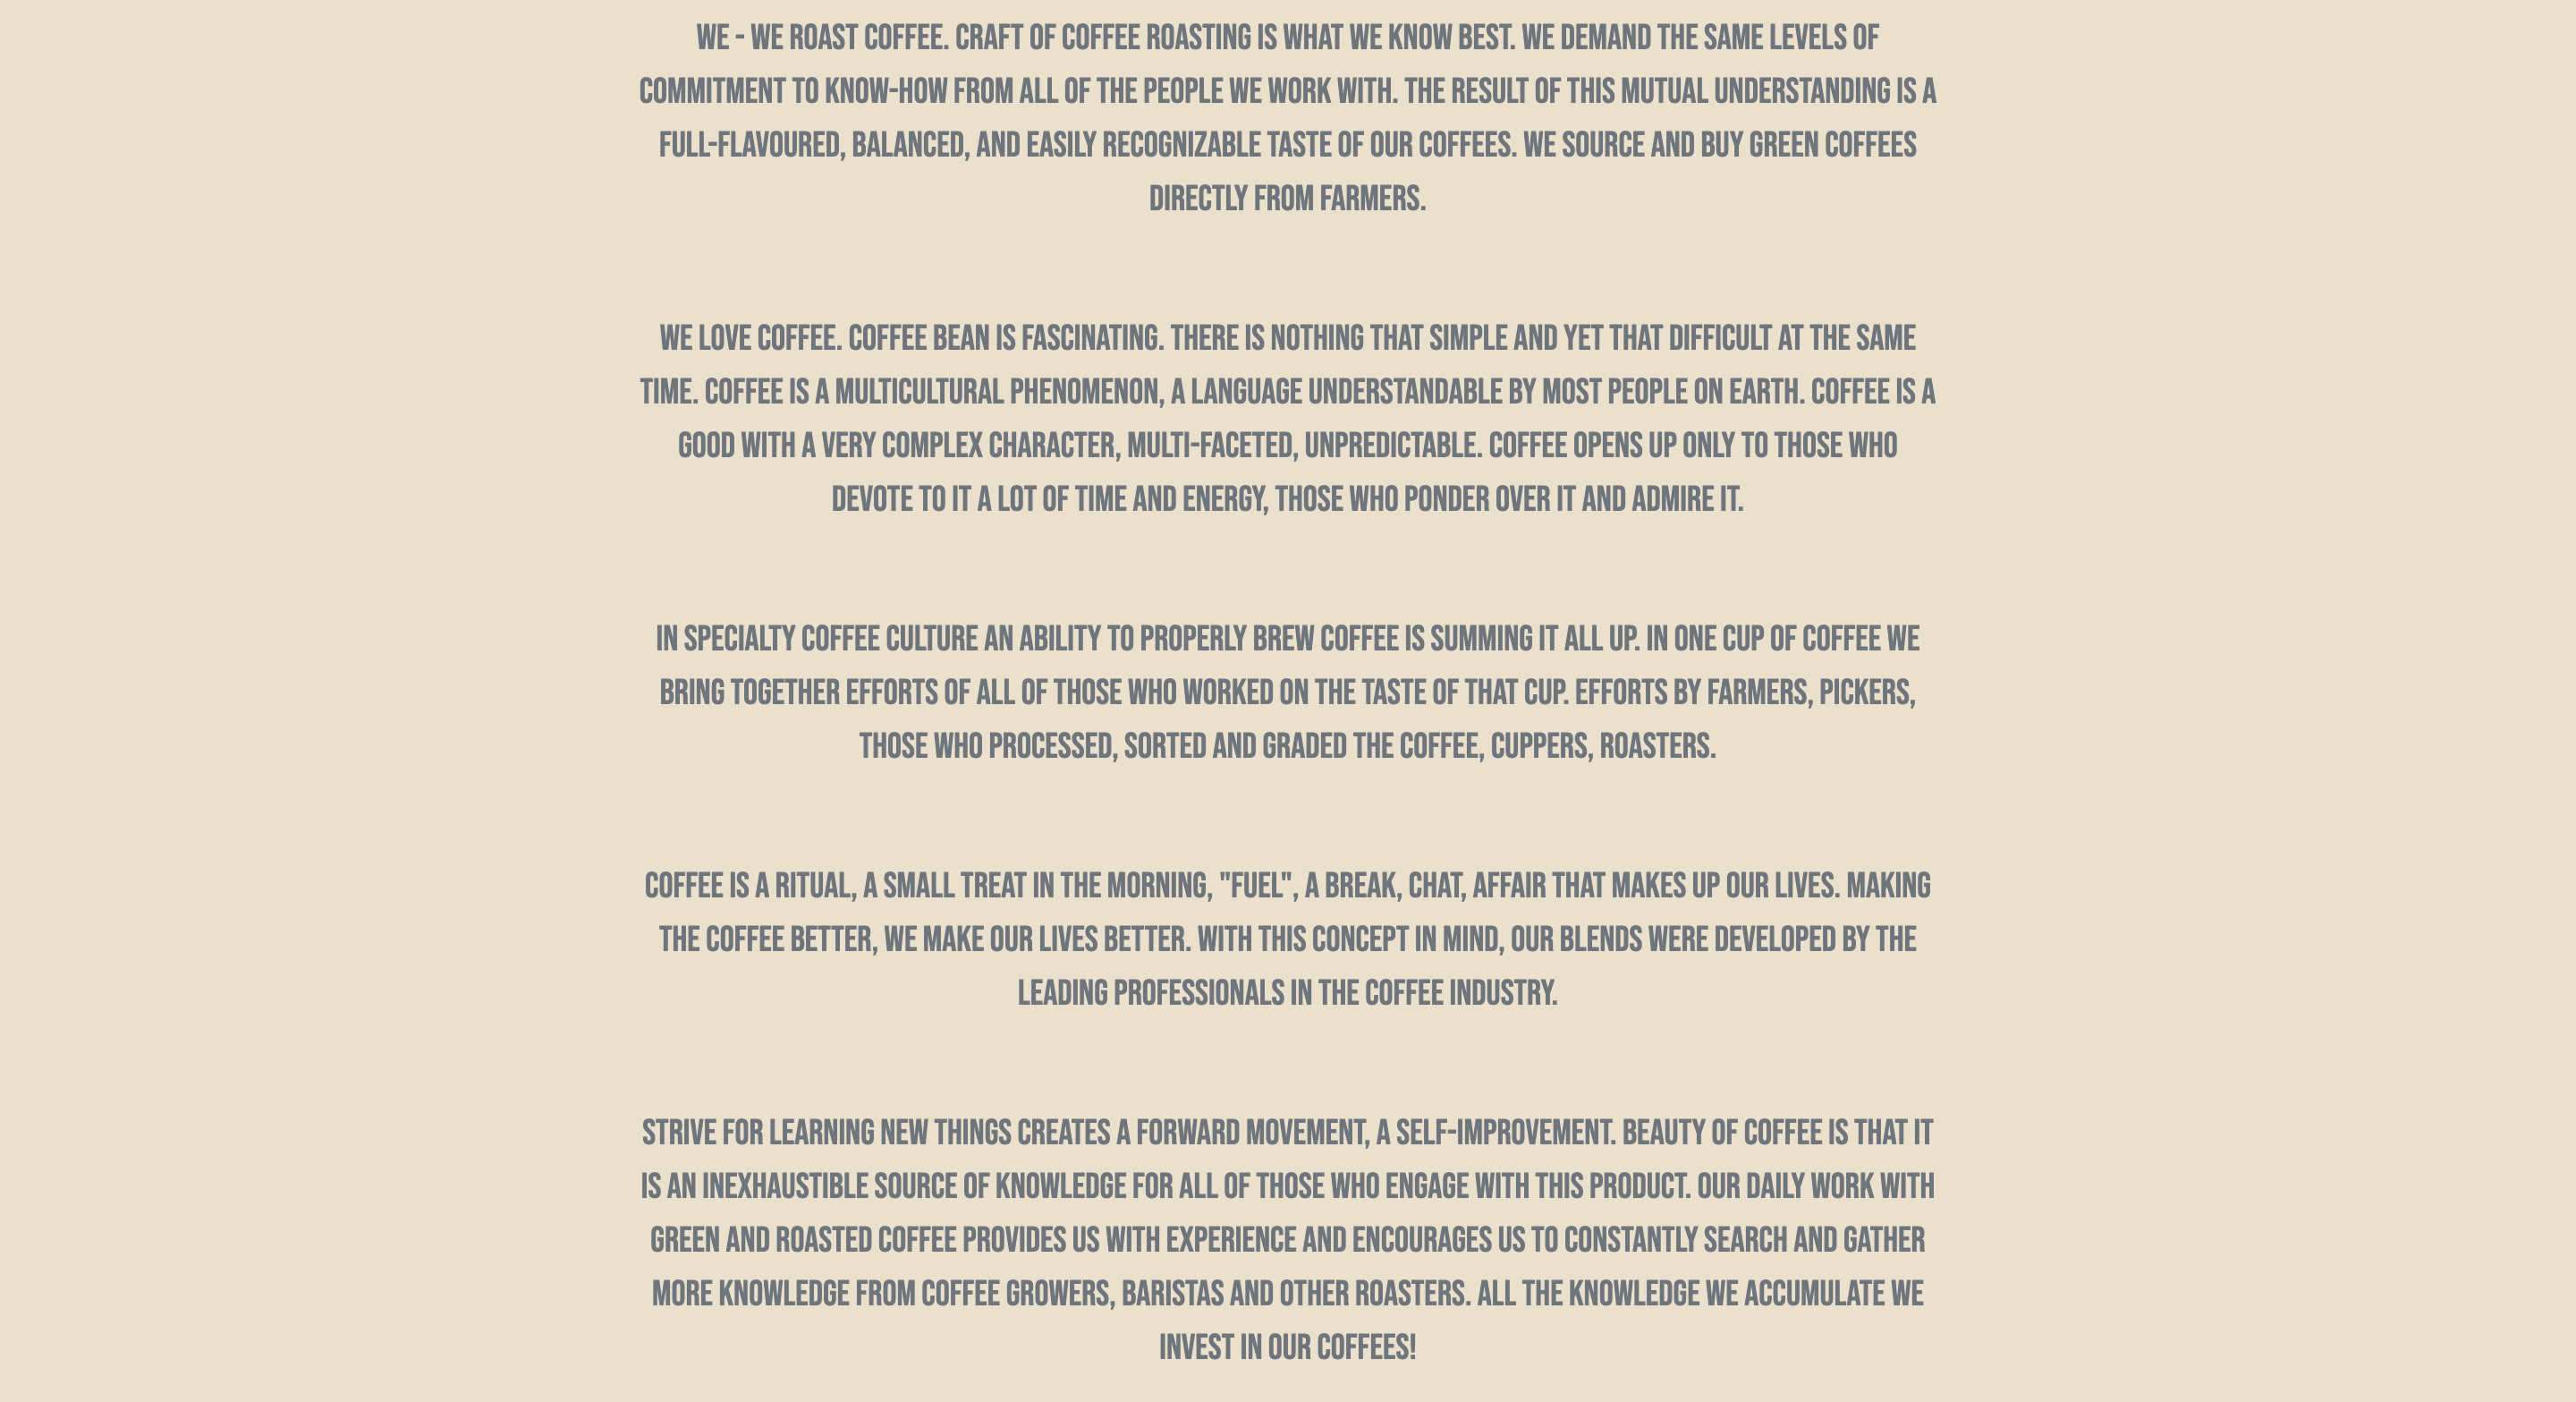 WE - WE ROAST COFFEE. CRAFT OF COFFEE ROASTING IS WHAT WE KNOW BEST. WE DEMAND THE SAME LEVELS OF
COMMITMENT TO KNOW-HOW FROM ALL OF THE PEOPLE WE WORK WITH. THE RESULT OF THIS MUTUAL UNDERSTANDING IS A
FULL-FLAVOURED, BALANCED, AND EASILY RECOGNIZABLE TASTE OF OUR COFFEES. WE SOURCE AND BUY GREEN COFFEES
DIRECTLY FROM FARMERS.
WE LOVE COFFEE. COFFEE BEAN IS FASCINATING. THERE IS NOTHING THAT SIMPLE AND YET THAT DIFFICULT AT THE SAME
TIME. COFFEE IS A MULTICULTURAL PHENOMENON, A LANGUAGE UNDERSTANDABLE BY MOST PEOPLE ON EARTH. COFFEE IS A
GOOD WITH A VERY COMPLEX CHARACTER, MULTI-FACETED, UNPREDICTABLE. COFFEE OPENS UP ONLY TO THOSE WHO
DEVOTE TO IT A LOT OF TIME AND ENERGY, THOSE WHO PONDER OVER IT AND ADMIRE IT.
IN SPECIALTY COFFEE CULTURE AN ABILITY TO PROPERLY BREW COFFEE IS SUMMING IT ALL UP. IN ONE CUP OF COFFEE WE
BRING TOGETHER EFFORTS OF ALL OF THOSE WHO WORKED ON THE TASTE OF THAT CUP. EFFORTS BY FARMERS, PICKERS,
THOSE WHO PROCESSED, SORTED AND GRADED THE COFFEE, CUPPERS, ROASTERS.
COFFEE IS A RITUAL, A SMALL TREAT IN THE MORNING, "FUEL", A BREAK, CHAT, AFFAIR THAT MAKES UP OUR LIVES. MAKING
THE COFFEE BETTER, WE MAKE OUR LIVES BETTER. WITH THIS CONCEPT IN MIND, OUR BLENDS WERE DEVELOPED BY THE
LEADING PROFESSIONALS IN THE COFFEE INDUSTRY.
STRIVE FOR LEARNING NEW THINGS CREATES A FORWARD MOVEMENT, A SELF-IMPROVEMENT. BEAUTY OF COFFEE IS THAT IT
IS AN INEXHAUSTIBLE SOURCE OF KNOWLEDGE FOR ALL OF THOSE WHO ENGAGE WITH THIS PRODUCT. OUR DAILY WORK WITH
GREEN AND ROASTED COFFEE PROVIDES US WITH EXPERIENCE AND ENCOURAGES US TO CONSTANTLY SEARCH AND GATHER
MORE KNOWLEDGE FROM COFFEE GROWERS, BARISTAS AND OTHER ROASTERS. ALL THE KNOWLEDGE WE ACCUMULATE WE
INVEST IN OUR COFFEES!